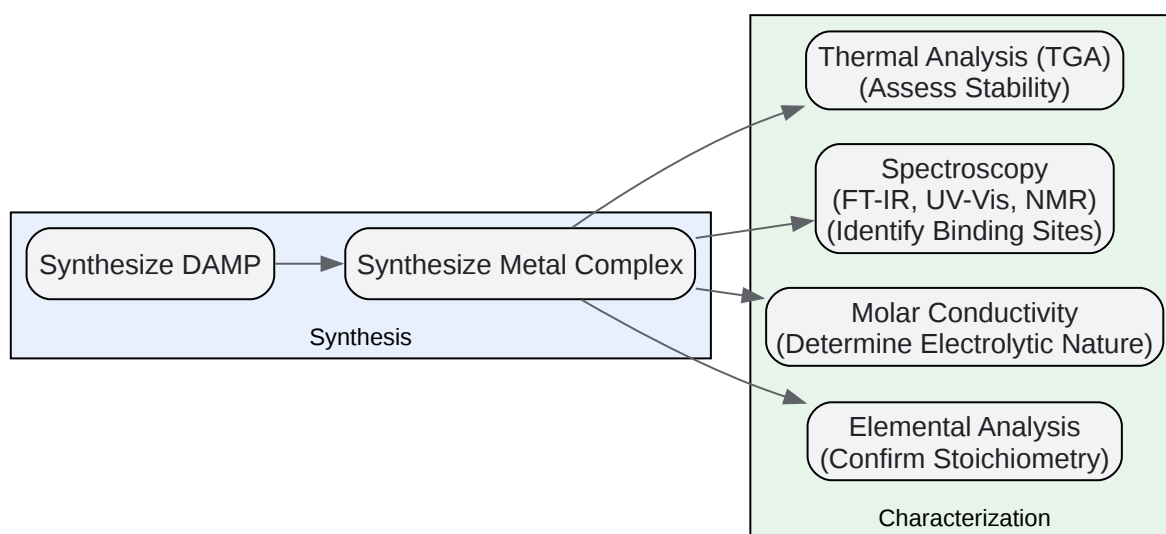 Synthesize DAMP
Synthesize Metal Complex
Synthesis
Thermal Analysis (TGA)
(Assess Stability)
Spectroscopy
(FT-IR, UV-Vis, NMR)
(Identify Binding Sites)
Molar Conductivity
(Determine Electrolytic Nature)
Elemental Analysis
(Confirm Stoichiometry)
Characterization